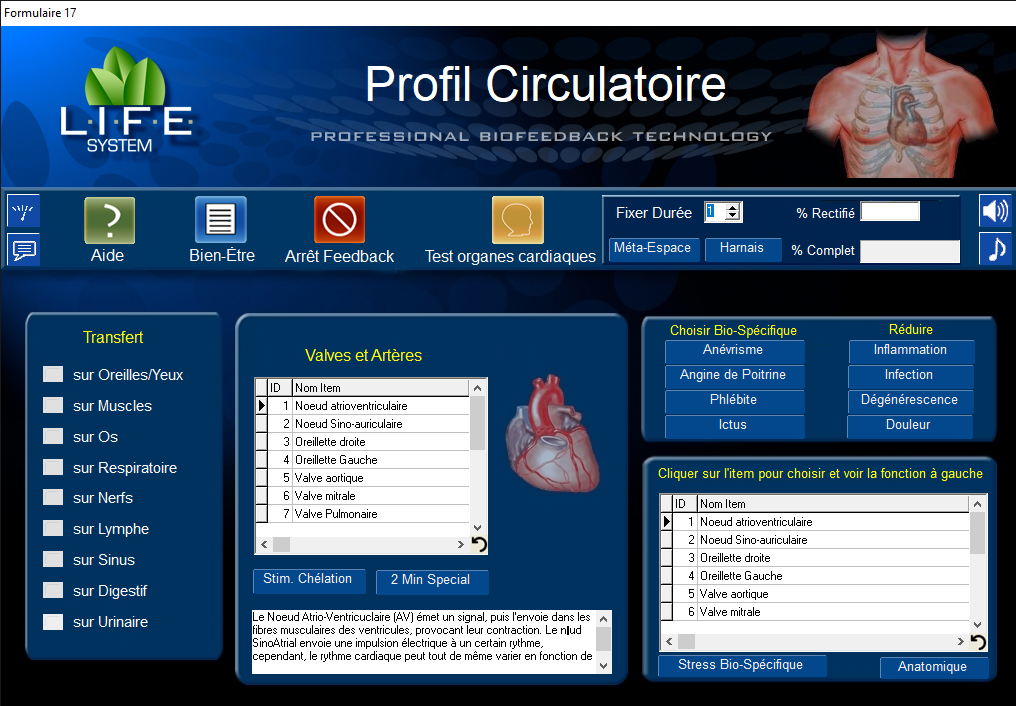 Formulaire 17
L·I·F·E
SYSTEM
Profil Circulatoire
PROFESSIONAL BIOFEEDBACK TECHNOLOGY
?
Aide
Bien-Être
Arrêt Feedback
Test organes cardiaques
Fixer Durée 1
% Rectifié
Méta-Espace
Harnais
% Complet
Transfert
sur Oreilles/Yeux
sur Muscles
sur Os
sur Respiratoire
sur Nerfs
sur Lymphe
sur Sinus
sur Digestif
sur Urinaire
Valves et Artères
ID Nom Item
1 Noeud atrioventriculaire
2 Noeud Sino-auriculaire
3 Oreillette droite
4 Oreillette Gauche
5 Valve aortique
6 Valve mitrale
7 Valve Pulmonaire
Stim. Chélation
2 Min Special
Le Noeud Atrio-Ventricuclaire (AV) émet un signal, puis l'envoie dans les
fibres musculaires des ventricules, provocant leur contraction. Le nIud
SinoAtrial envoie une impulsion électrique à un certain rythme,
cependant, le rythme cardiaque peut tout de même varier en fonction de
Choisir Bio-Spécifique
Anévrisme
Angine de Poitrine
Phlébite
Ictus
Réduire
Inflammation
Infection
Dégénérescence
Douleur
Cliquer sur l'item pour choisir et voir la fonction à gauche
ID Nom Item
1 Noeud atrioventriculaire
2 Noeud Sino-auriculaire
3 Oreillette droite
4 Oreillette Gauche
5 Valve aortique
6 Valve mitrale
Stress Bio-Spécifique
Anatomique